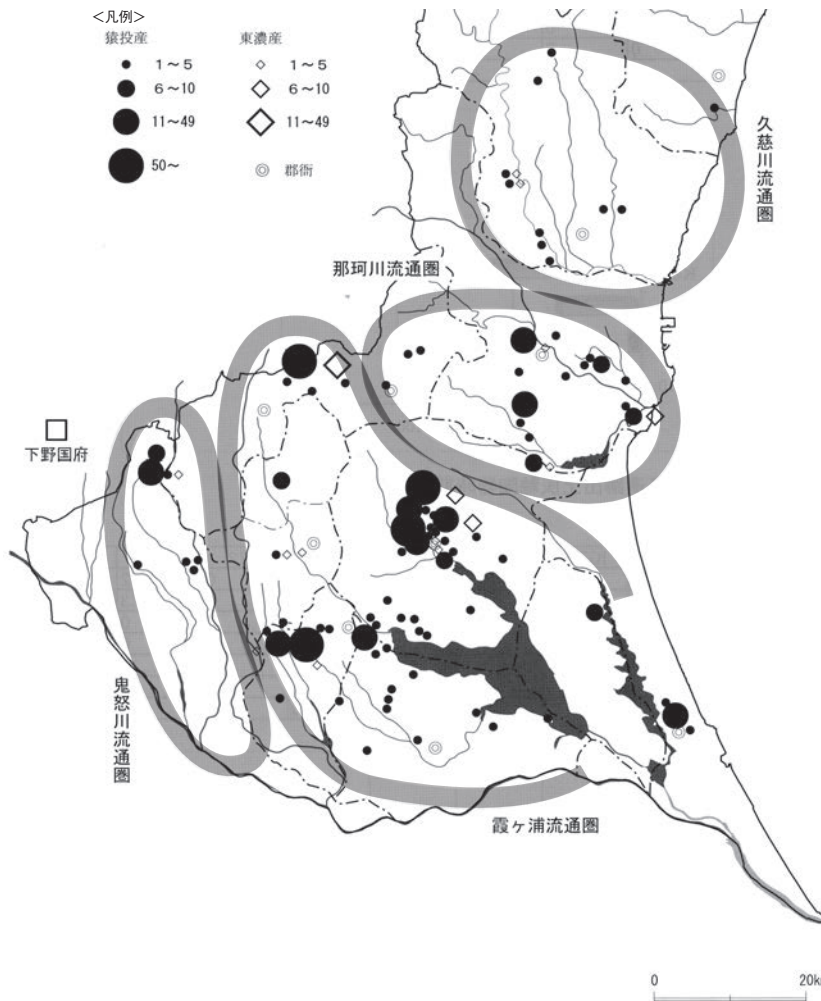 <凡例>
猿投産 東濃産
1～5 1～5
6～10 6～10
11～49 11～49
50～ 郡衙
久慈川流通圏
那珂川流通圏
下野国府
鬼怒川流通圏
霞ヶ浦流通圏
0 20k